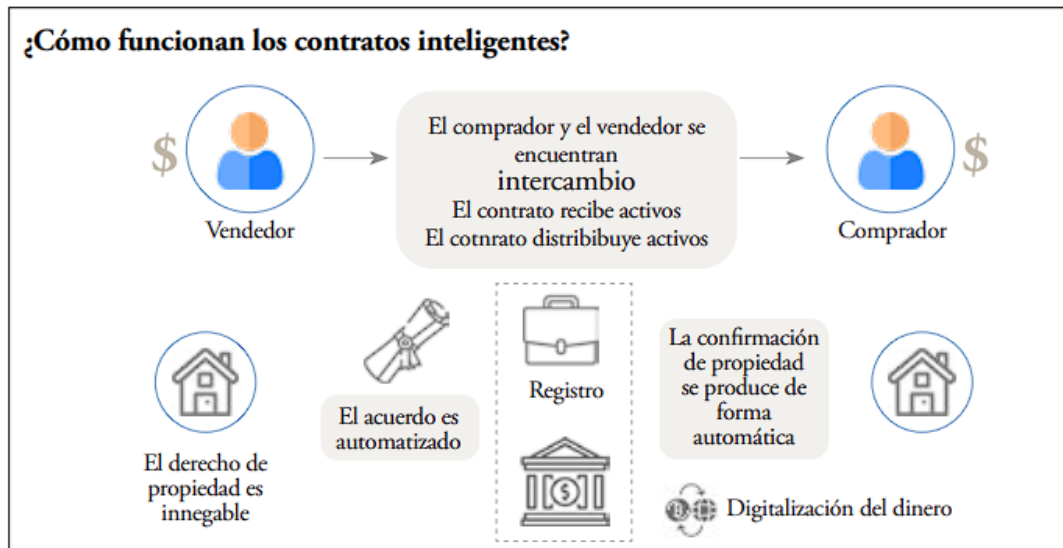 ¿Cómo funcionan los contratos inteligentes?
El comprador y el vendedor se
encuentran
intercambio
El contrato recibe activos
El cotnrato distribibuye activos
$
Vendedor
Comprador
$
El derecho de
propiedad es
innegable
El acuerdo es
automatizado
Registro
$
La confirmación
de propiedad
se produce de
forma
automática
Digitalización del dinero